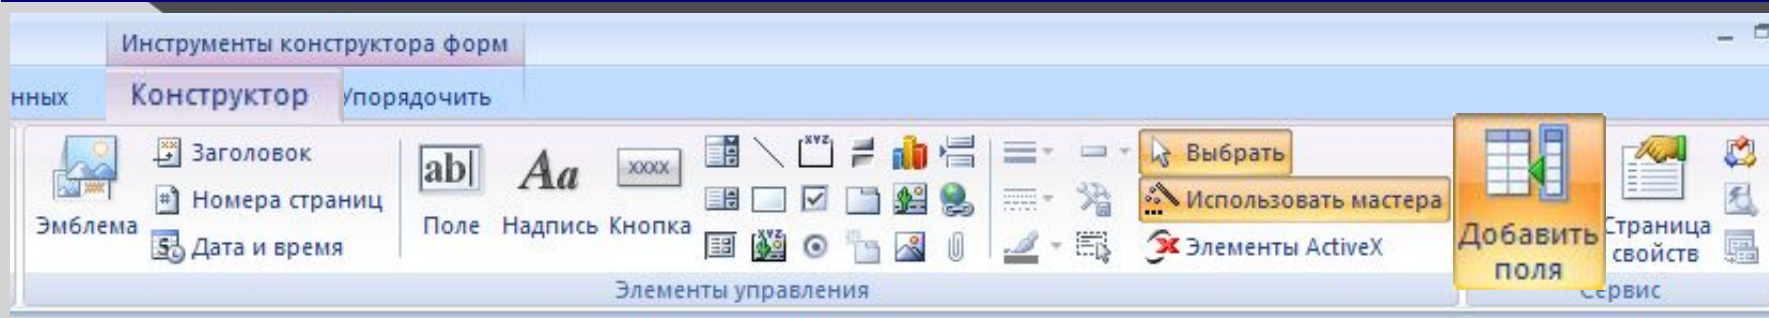 Инструменты конструктора форм
нных Конструктор Упорядочить
Эмблема
Заголовок
Номера страниц
Дата и время
ab|
Поле
Aa
Надпись
XXXX
Кнопка
Выбрать
Использовать мастера
Элементы ActiveX
Добавить
поля
Страница
свойств
Элементы управления
Сервис